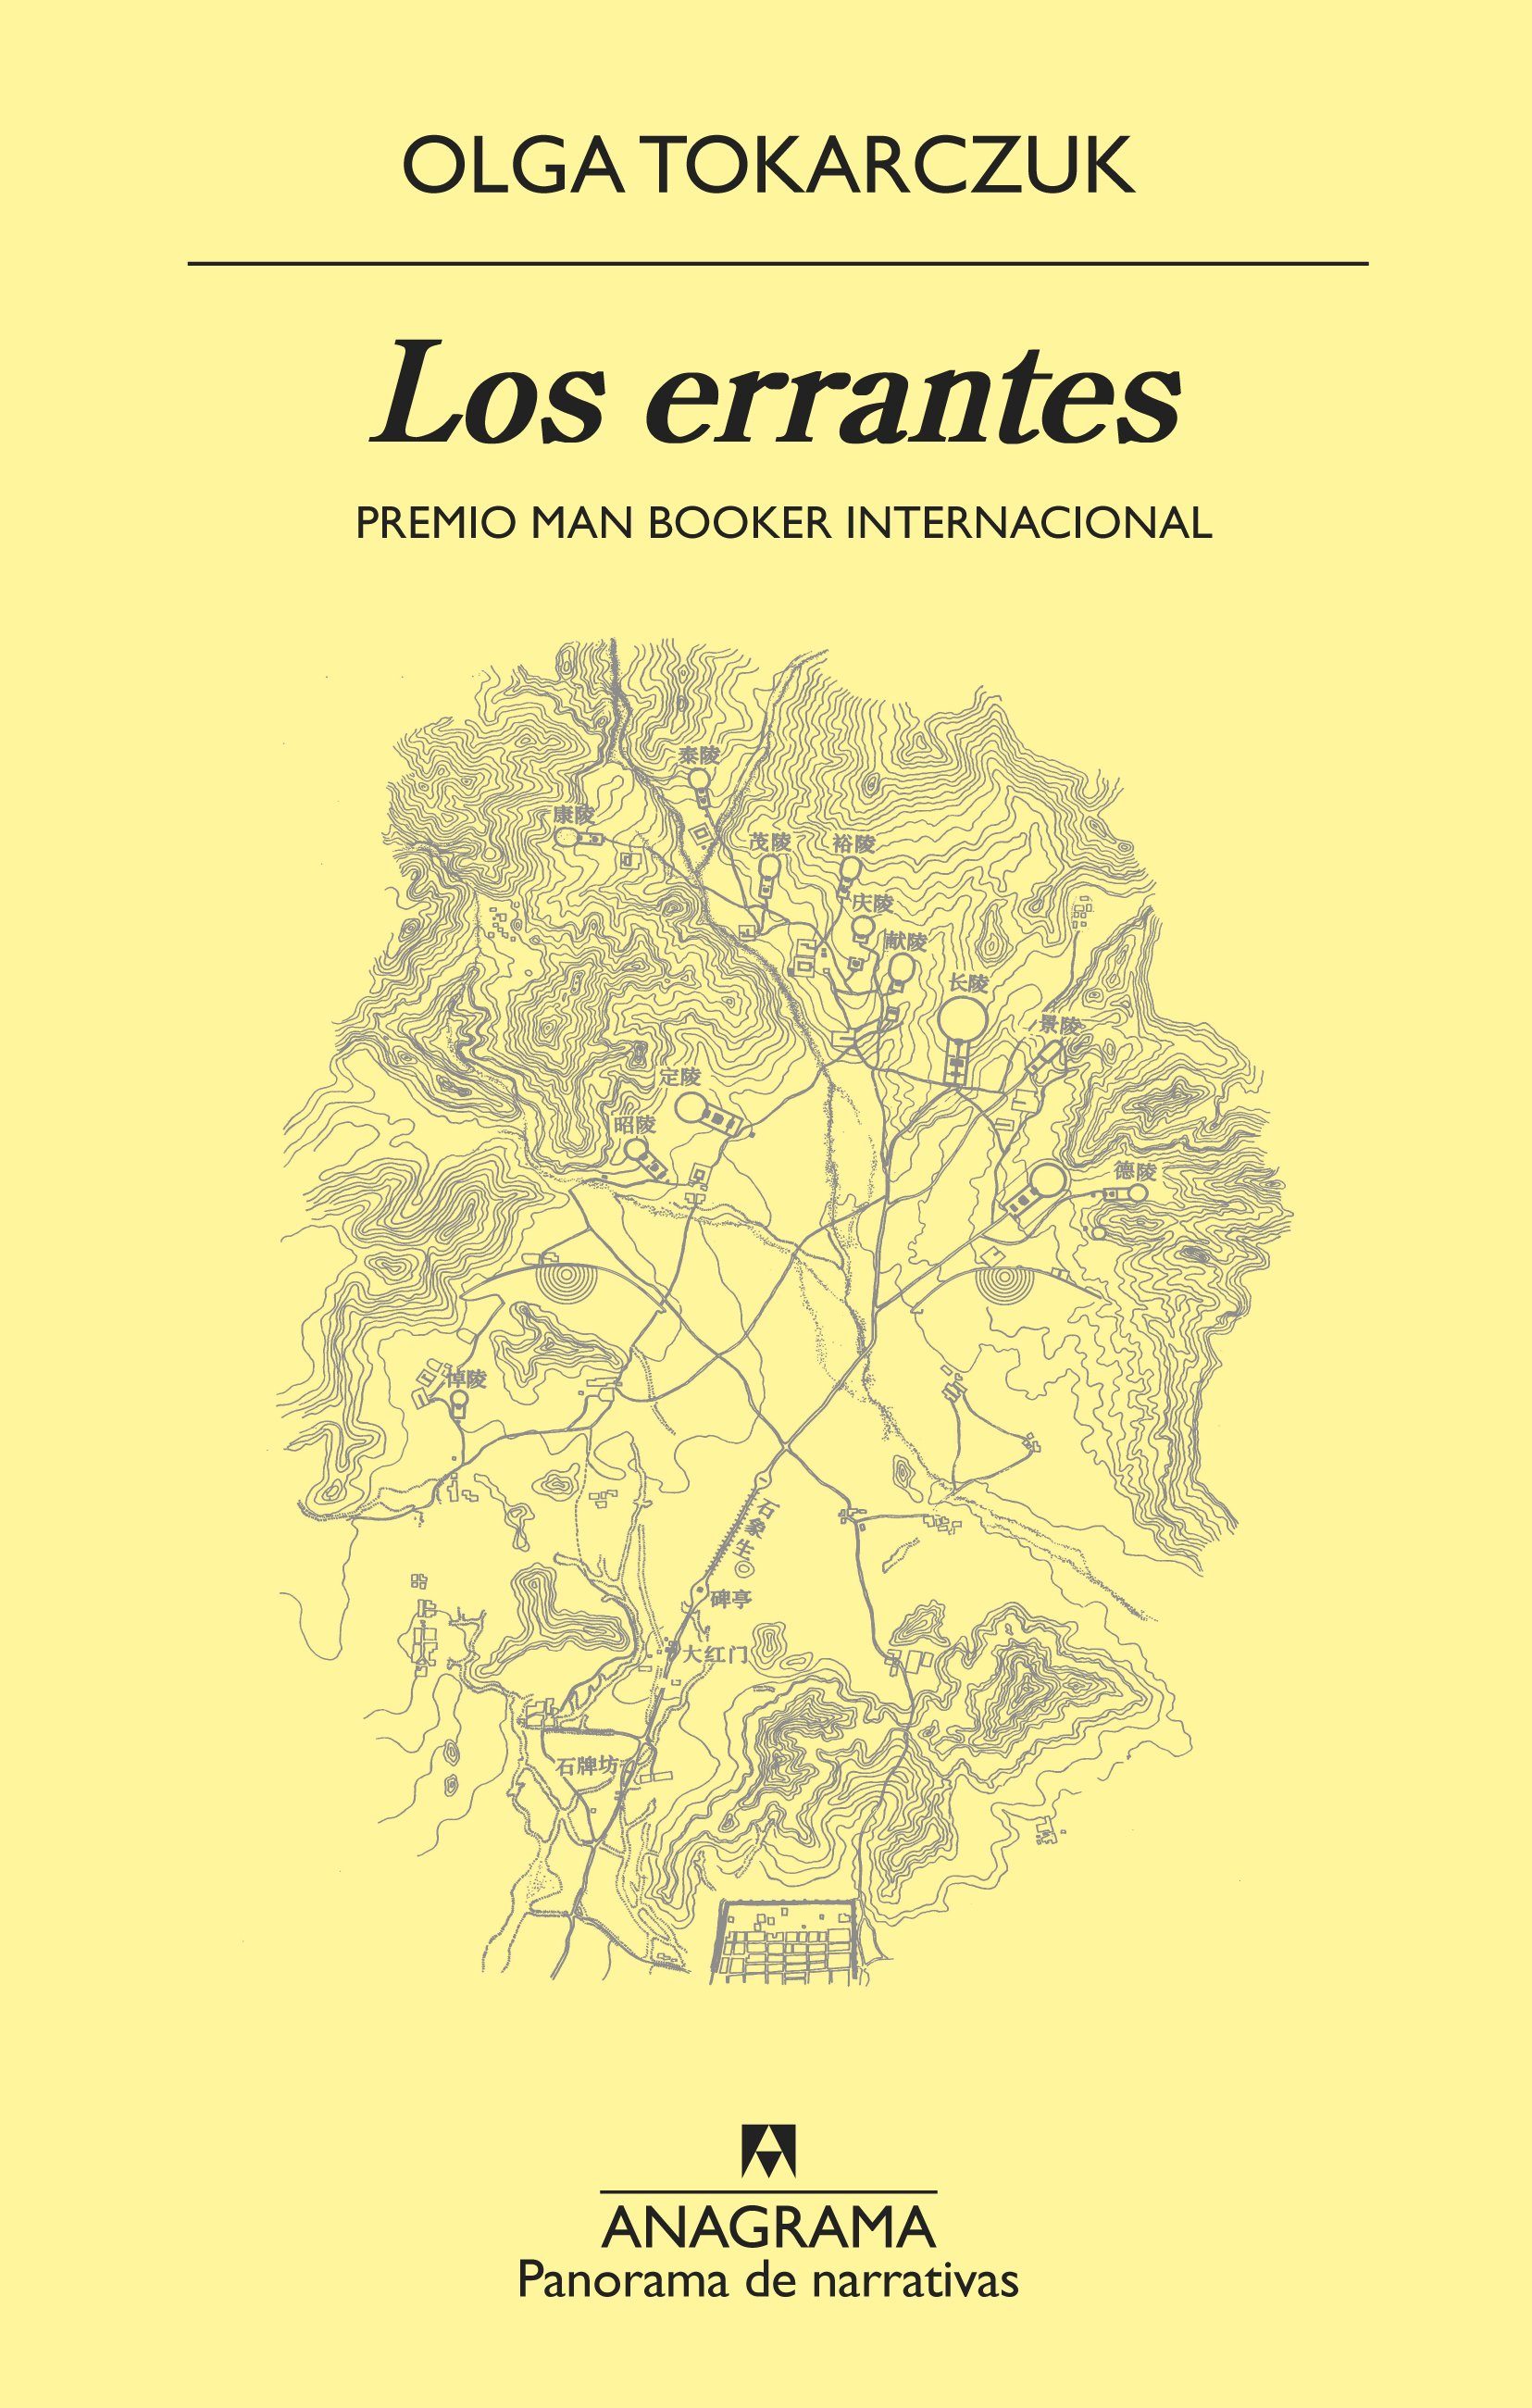 OLGA TOKARCZUK
Los errantes
PREMIO MAN BOOKER INTERNACIONAL
泰陵
康陵
茂陵
裕陵
庆陵
献陵
长陵
景陵
定陵
昭陵
德陵
悼陵
石象生
碑亭
大红门
石牌坊
ANAGRAMA
Panorama de narrativas